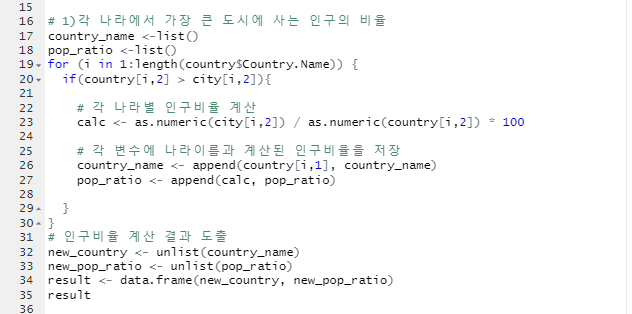 15
16 # 1)각 나라에서 가장 큰 도시에 사는 인구의 비율
17 country_name <-list()
18 pop_ratio <-list()
19 for (i in 1:length(country$Country.Name)) {
20 if(country[i,2] > city[i,2]){
21
22 # 각 나라별 인구비율 계산
23 calc <- as.numeric(city[i,2]) / as.numeric(country[i,2]) * 100
24
25 # 각 변수에 나라이름과 계산된 인구비율을 저장
26 country_name <- append(country[i,1], country_name)
27 pop_ratio <- append(calc, pop_ratio)
28
29 }
30 }
31 # 인구비율 계산 결과 도출
32 new_country <- unlist(country_name)
33 new_pop_ratio <- unlist(pop_ratio)
34 result <- data.frame(new_country, new_pop_ratio)
35 result
36